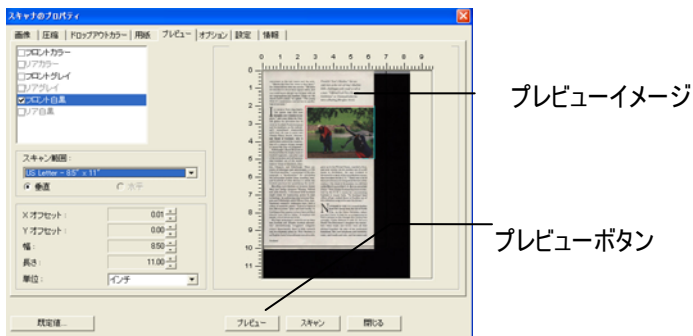 スキャナのプロパティ
画像 圧縮 ドロップアウトカラー 用紙 プレビュー オプション 設定 情報
フロントカラー
リアカラー
フロントグレイ
リアグレイ
フロント白黒
リア白黒
スキャン範囲:
US Letter - 8.5" x 11"
垂直 水平
X オフセット: 0.01
Y オフセット: 0.00
幅: 8.50
長さ: 11.00
単位: インチ
0 1 2 3 4 5 6 7 8 9
0
1
2
3
4
5
6
7
8
9
10
11
プレビューイメージ
プレビューボタン
既定値... プレビュー スキャン 閉じる